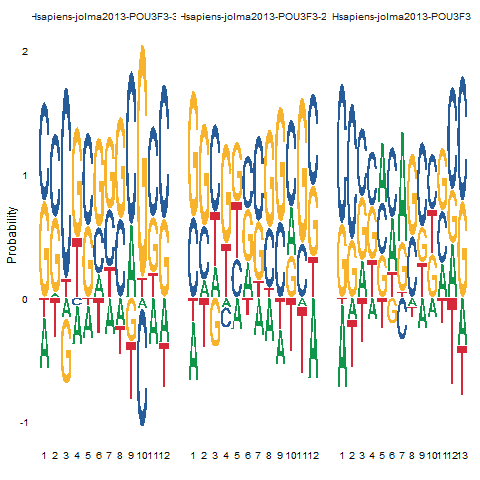 Hsapiens-jolma2013-POU3F3-3
Hsapiens-jolma2013-POU3F3-2
Hsapiens-jolma2013-POU3F3
Probability
2
1
0
-1
1 2 3 4 5 6 7 8 9 10 11 12
1 2 3 4 5 6 7 8 9 10 11 12
1 2 3 4 5 6 7 8 9 10 11 12 13